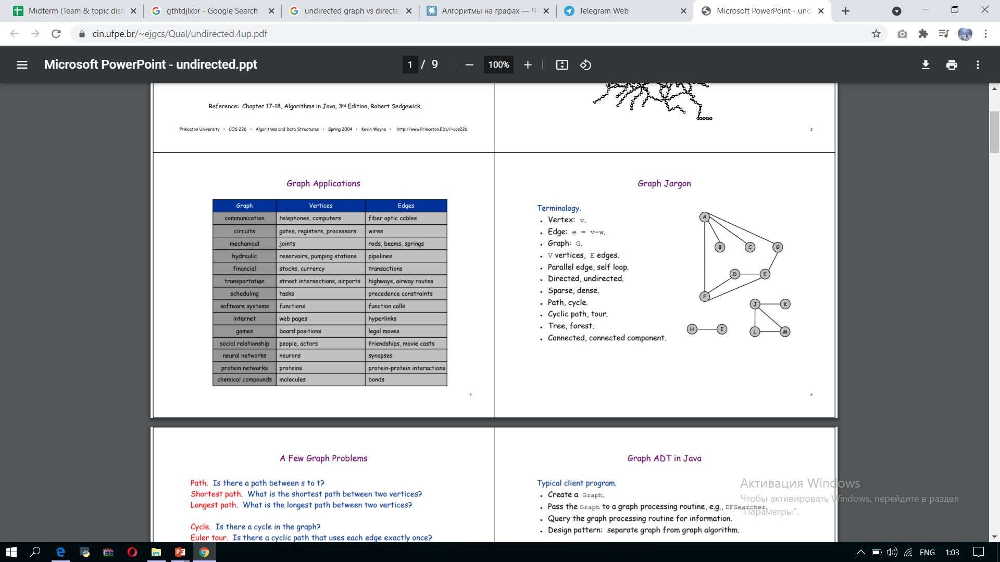 Midterm (Team & topic dist
gthtdjlxbr - Google Search
undirected graph vs directe
Алгоритмы на графах — Ч
Telegram Web
Microsoft PowerPoint - und
cin.ufpe.br/~ejgcs/Qual/undirected.4up.pdf
Microsoft PowerPoint - undirected.ppt
1 / 9
100%
Reference: Chapter 17-18, Algorithms in Java, 3rd Edition, Robert Sedgewick.
Princeton University · COS 226 · Algorithms and Data Structures · Spring 2004 · Kevin Wayne · http://www.Princeton.EDU/~cos226
2
Graph Applications
Graph Vertices Edges
communication telephones, computers fiber optic cables
circuits gates, registers, processors wires
mechanical joints rods, beams, springs
hydraulic reservoirs, pumping stations pipelines
financial stocks, currency transactions
transportation street intersections, airports highways, airway routes
scheduling tasks precedence constraints
software systems functions function calls
internet web pages hyperlinks
games board positions legal moves
social relationship people, actors friendships, movie casts
neural networks neurons synapses
protein networks proteins protein-protein interactions
chemical compounds molecules bonds
3
Graph Jargon
Terminology.
· Vertex: v.
· Edge: e = v-w.
· Graph: G.
· V vertices, E edges.
· Parallel edge, self loop.
· Directed, undirected.
· Sparse, dense.
· Path, cycle.
· Cyclic path, tour.
· Tree, forest.
· Connected, connected component.
A
B C G
D E
F
J K
H I
L M
6
A Few Graph Problems
Path. Is there a path between s to t?
Shortest path. What is the shortest path between two vertices?
Longest path. What is the longest path between two vertices?
Cycle. Is there a cycle in the graph?
Euler tour. Is there a cyclic path that uses each edge exactly once?
Graph ADT in Java
Typical client program.
· Create a Graph.
· Pass the Graph to a graph processing routine, e.g., DFSearcher.
· Query the graph processing routine for information.
· Design pattern: separate graph from graph algorithm.
Активация Windows
Чтобы активировать Windows, перейдите в раздел
"Параметры".
ENG
1:03